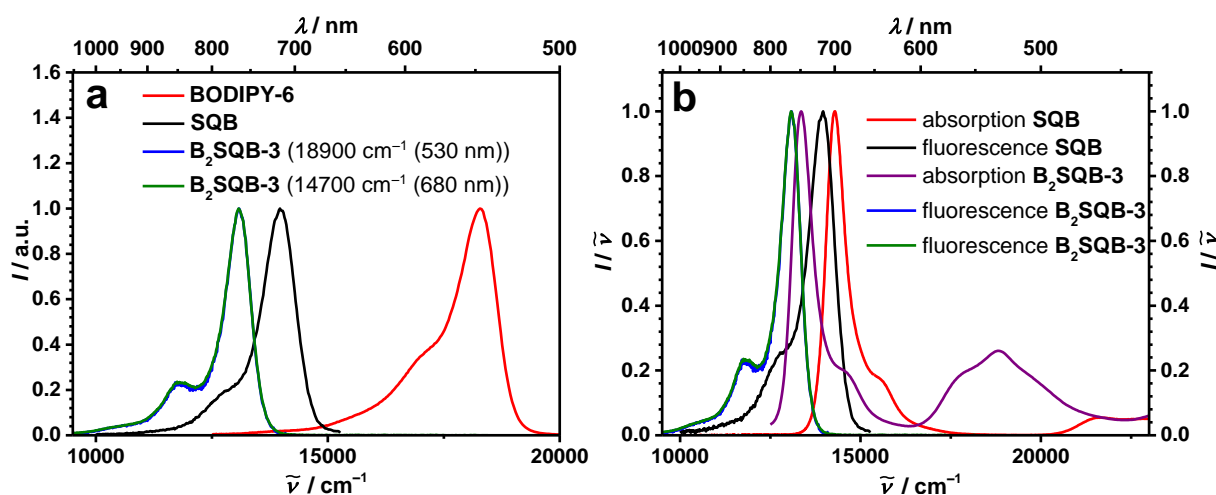 λ / nm
1000 900 800 700 600 500
1.6
1.4
1.2
1.0
0.8
0.6
0.4
0.2
0.0
I / a.u.
a
BODIPY-6
SQB
B₂SQB-3 (18900 cm⁻¹ (530 nm))
B₂SQB-3 (14700 cm⁻¹ (680 nm))
10000 15000 20000
ν̃ / cm⁻¹
λ / nm
1000 900 800 700 600 500 400
1.0
0.8
0.6
0.4
0.2
0.0
I / ν̃
b
absorption SQB
fluorescence SQB
absorption B₂SQB-3
fluorescence B₂SQB-3
fluorescence B₂SQB-3
1.0
0.8
0.6
0.4
0.2
0.0
I / ν̃
10000 15000 20000
ν̃ / cm⁻¹